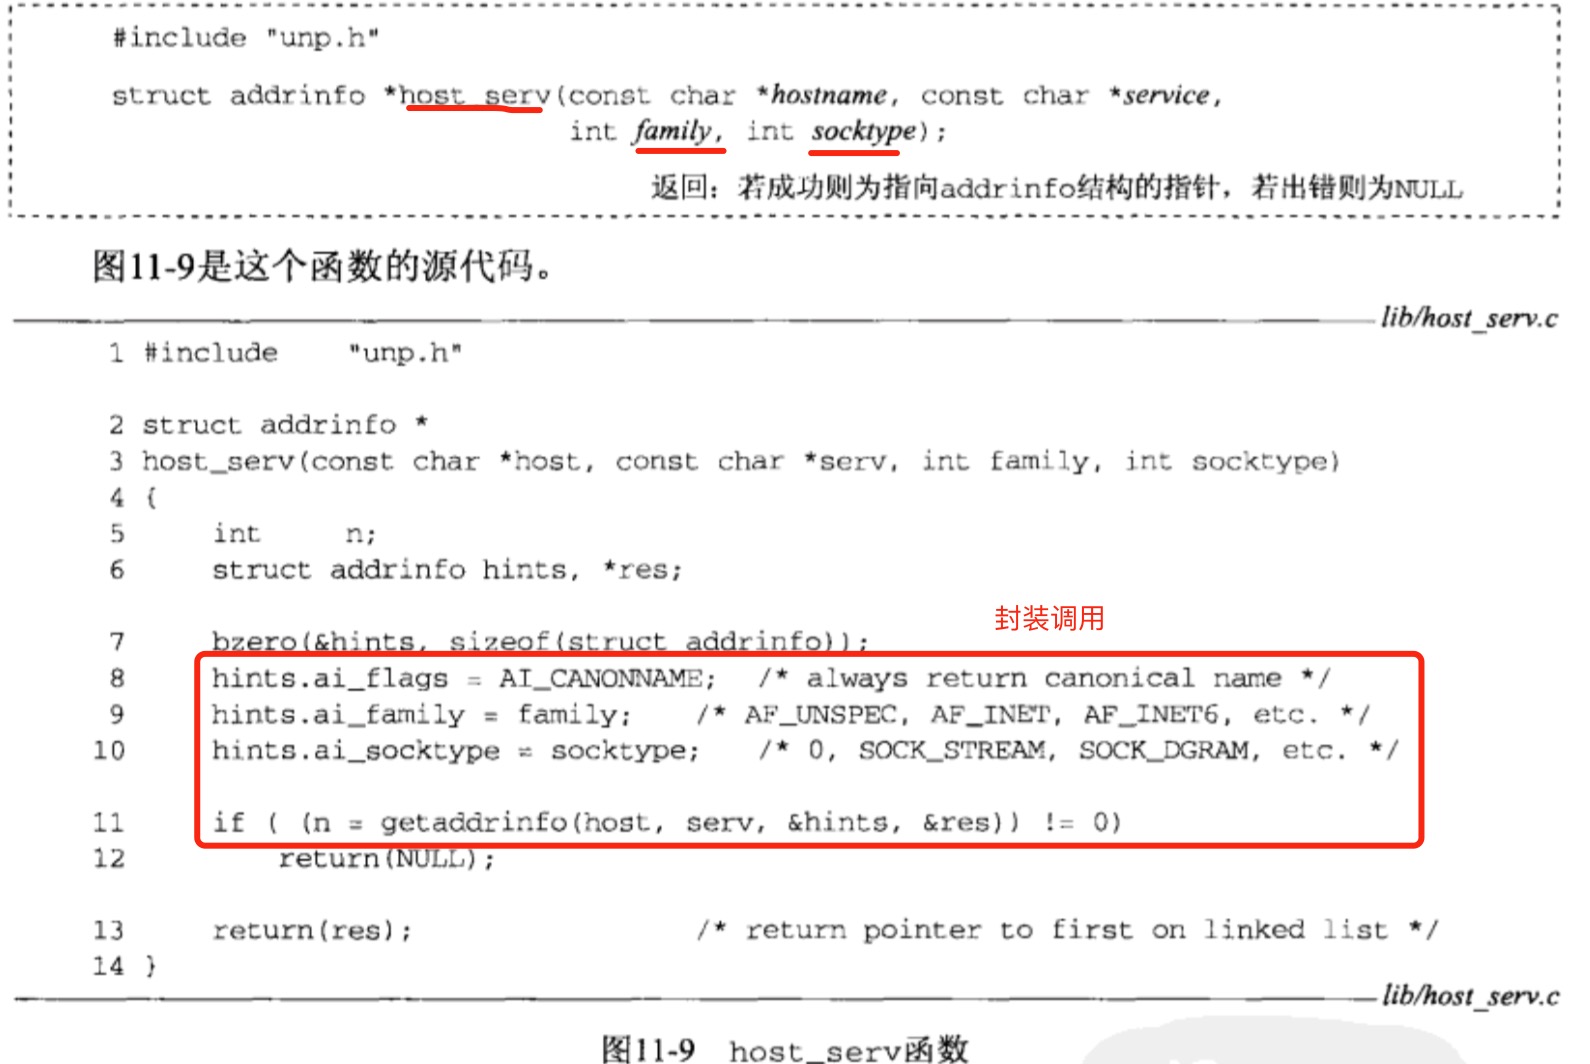 #include "unp.h"
struct addrinfo *host_serv(const char *hostname, const char *service,
int family, int socktype);
返回：若成功则为指向addrinfo结构的指针，若出错则为NULL
图11-9是这个函数的源代码。
lib/host_serv.c
1 #include "unp.h"
2 struct addrinfo *
3 host_serv(const char *host, const char *serv, int family, int socktype)
4 {
5 int n;
6 struct addrinfo hints, *res;
封装调用
7 bzero(&hints, sizeof(struct addrinfo));
8 hints.ai_flags = AI_CANONNAME; /* always return canonical name */
9 hints.ai_family = family; /* AF_UNSPEC, AF_INET, AF_INET6, etc. */
10 hints.ai_socktype = socktype; /* 0, SOCK_STREAM, SOCK_DGRAM, etc. */
11 if ( (n = getaddrinfo(host, serv, &hints, &res)) != 0)
12 return(NULL);
13 return(res); /* return pointer to first on linked list */
14 }
lib/host_serv.c
图11-9 host_serv函数